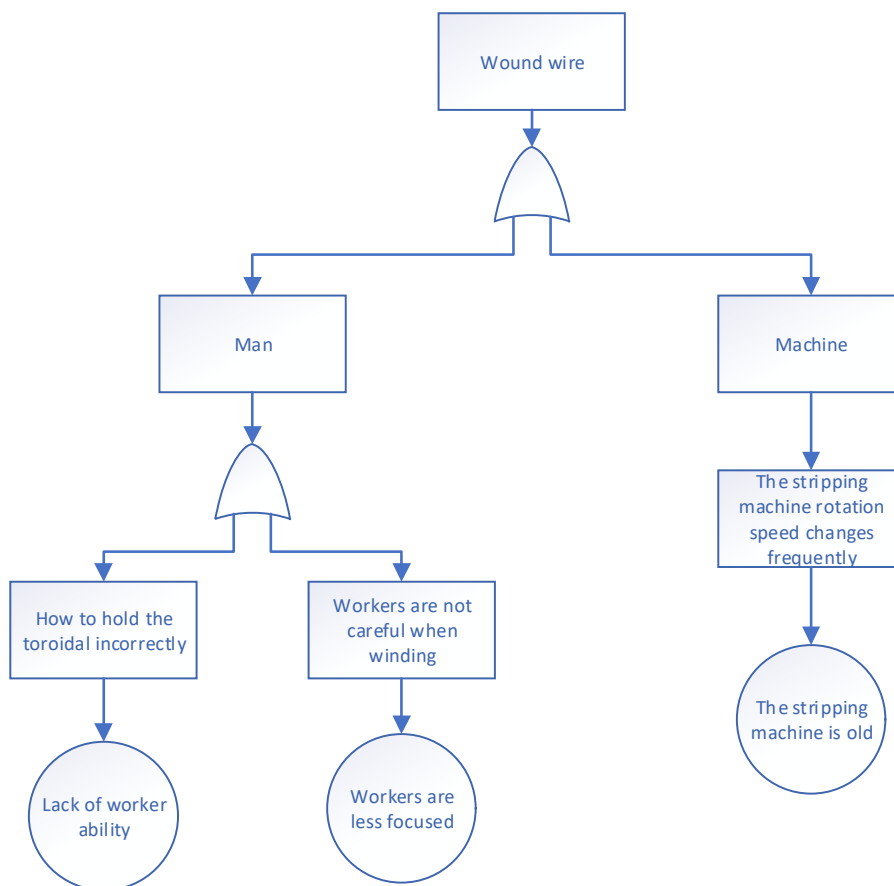 Wound wire
Man
Machine
The stripping
machine rotation
speed changes
frequently
How to hold the
toroidal incorrectly
Workers are not
careful when
winding
The stripping
machine is old
Lack of worker
ability
Workers are
less focused